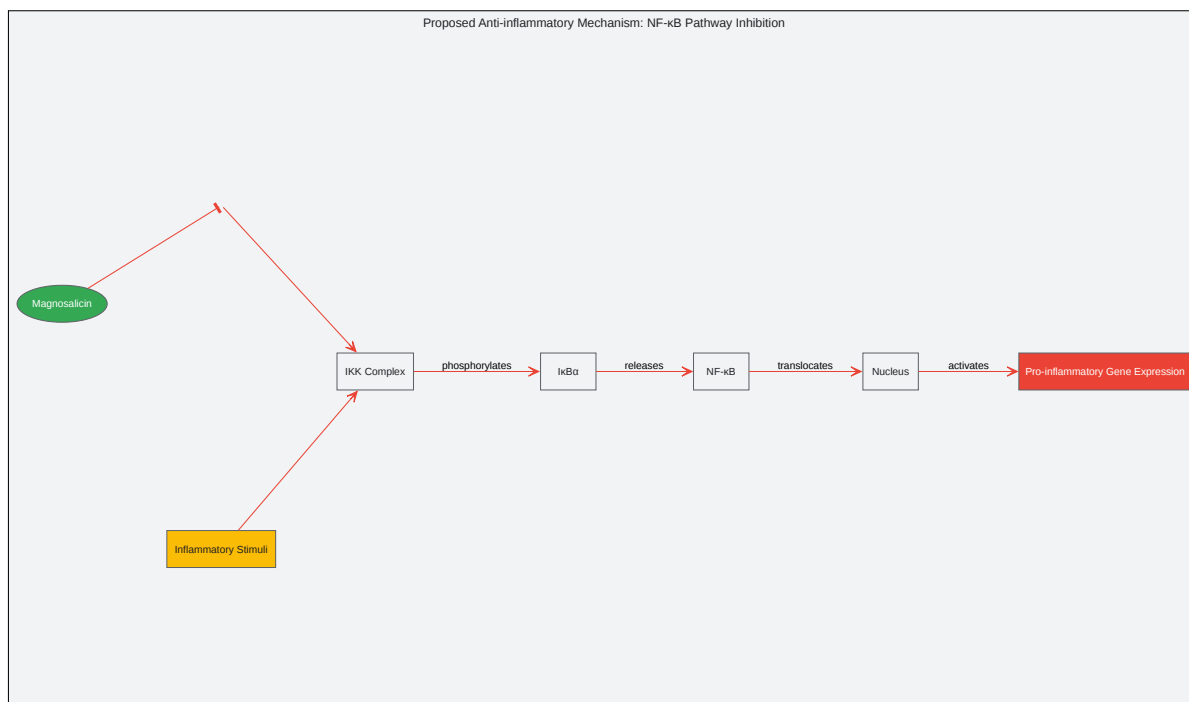 Proposed Anti-inflammatory Mechanism: NF-κB Pathway Inhibition
Magnosalicin
IKK Complex
phosphorylates
IκBα
releases
NF-κB
translocates
Nucleus
activates
Pro-inflammatory Gene Expression
Inflammatory Stimuli